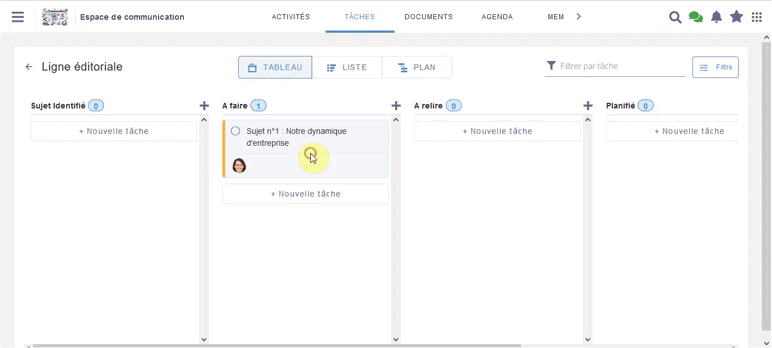 Espace de communication
ACTIVITÉS
TÂCHES
DOCUMENTS
AGENDA
MEM
Ligne éditoriale
TABLEAU
LISTE
PLAN
Filtrer par tâche
Filtre
Sujet Identifié 0
A faire 1
A relire 0
Planifié 0
+ Nouvelle tâche
Sujet n°1 : Notre dynamique
d'entreprise
+ Nouvelle tâche
+ Nouvelle tâche
+ Nouvelle tâche